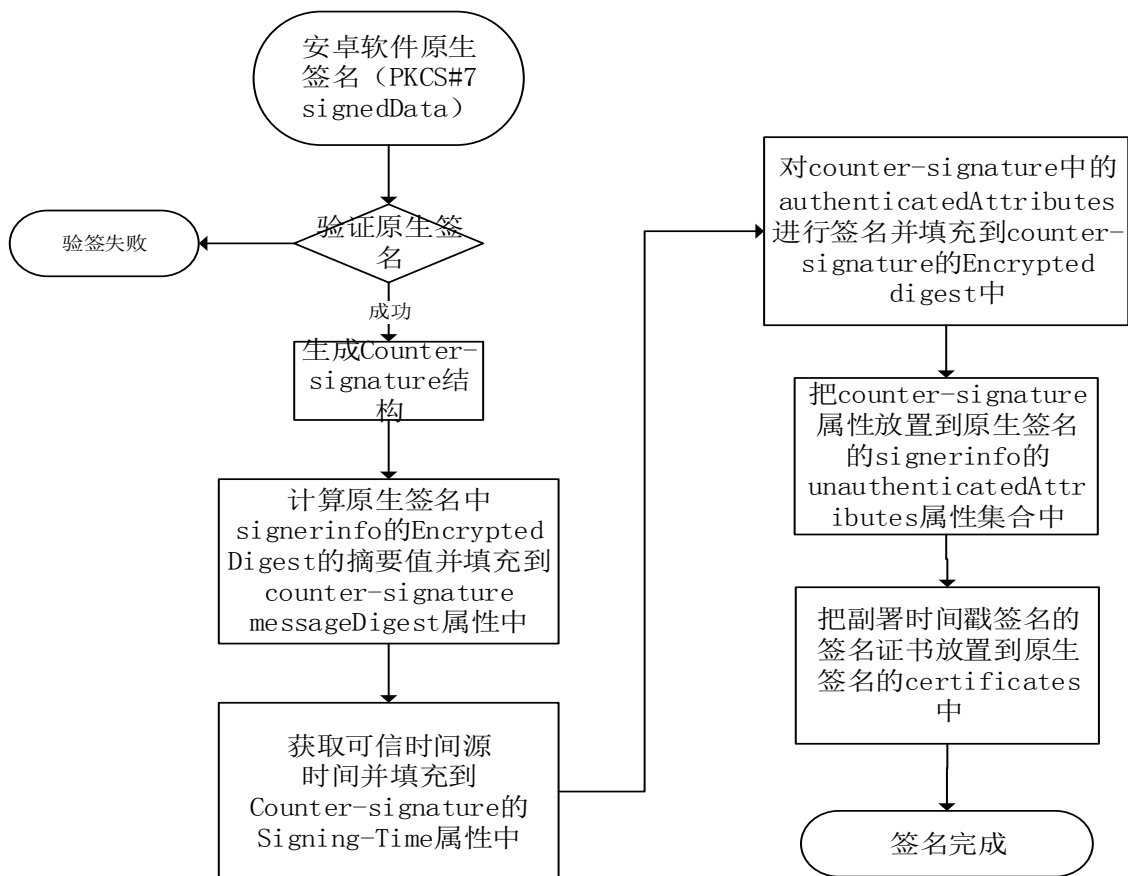 安卓软件原生
签名（PKCS#7
signedData）
验证原生签
名
验签失败
成功
生成Counter-
signature结
构
计算原生签名中
signerinfo的Encrypted
Digest的摘要值并填充到
counter-signature
messageDigest属性中
获取可信时间源
时间并填充到
Counter-signature的
Signing-Time属性中
对counter-signature中的
authenticatedAttributes
进行签名并填充到counter-
signature的Encrypted
digest中
把counter-signature
属性放置到原生签名
的signerinfo的
unauthenticatedAttr
ibutes属性集合中
把副署时间戳签名的
签名证书放置到原生
签名的certificates
中
签名完成